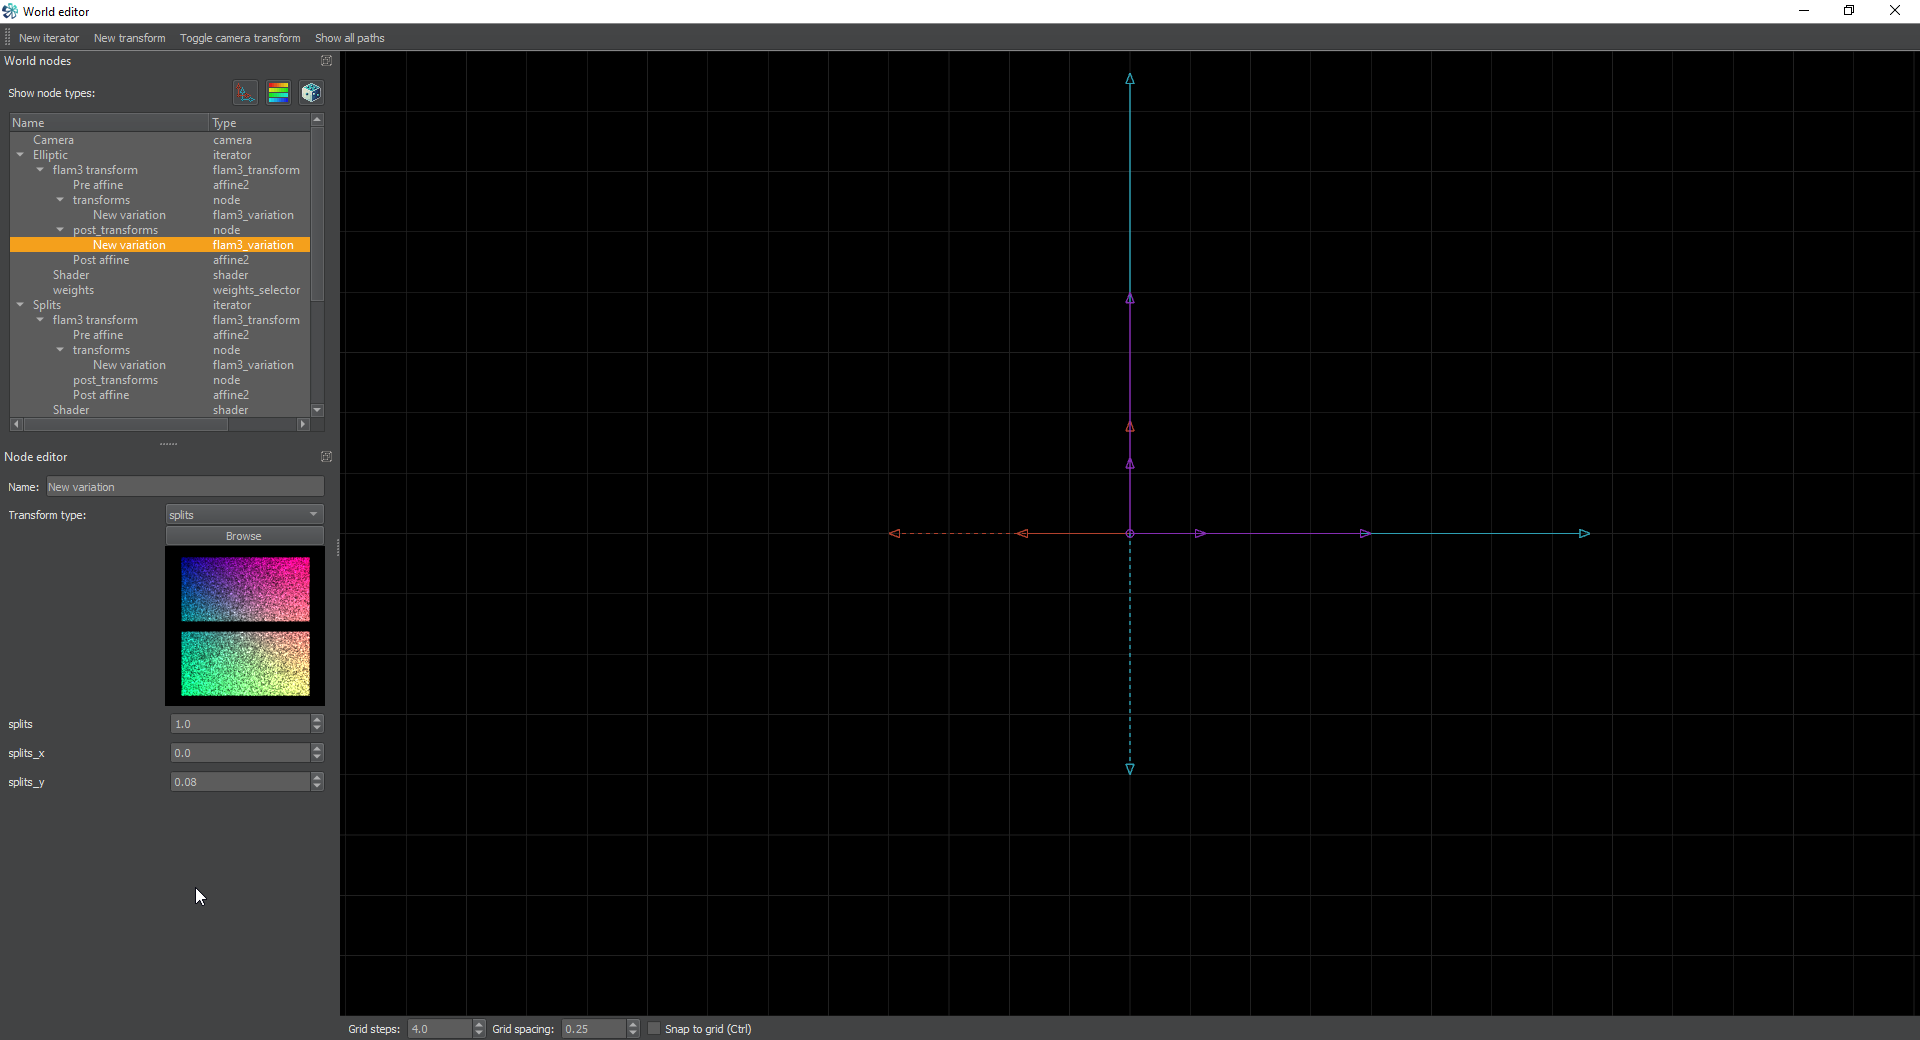 World editor
New iterator New transform Toggle camera transform Show all paths
World nodes
Show node types:
Name Type
Camera camera
Elliptic iterator
flam3 transform flam3_transform
Pre affine affine2
transforms node
New variation flam3_variation
post_transforms node
New variation flam3_variation
Post affine affine2
Shader shader
weights weights_selector
Splits iterator
flam3 transform flam3_transform
Pre affine affine2
transforms node
New variation flam3_variation
post_transforms node
Post affine affine2
Shader shader
Node editor
Name: New variation
Transform type: splits
Browse
splits 1.0
splits_x 0.0
splits_y 0.08
Grid steps: 4.0 Grid spacing: 0.25 Snap to grid (Ctrl)